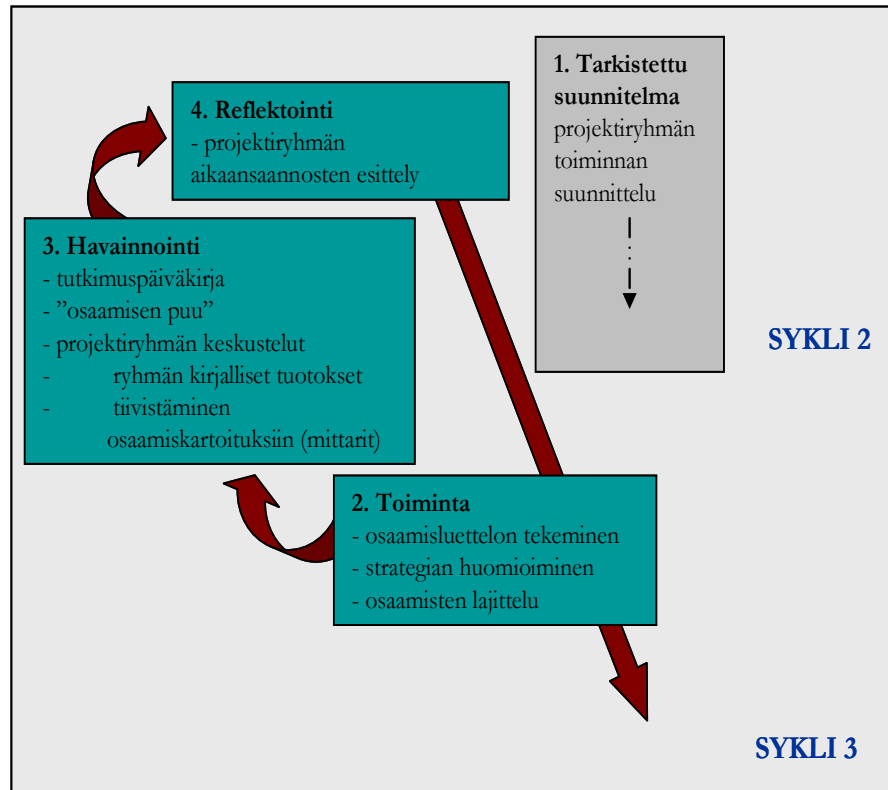 1. Tarkistettu
suunnitelma
projektiryhmän
toiminnan
suunnittelu
4. Reflektointi
- projektiryhmän
aikaansaannosten esittely
3. Havainnointi
- tutkimuspäiväkirja
- ”osaamisen puu”
- projektiryhmän keskustelut
- ryhmän kirjalliset tuotokset
- tiivistäminen
osaamiskartoituksiin (mittarit)
SYKLI 2
2. Toiminta
- osaamisluettelon tekeminen
- strategian huomioiminen
- osaamisten lajittelu
SYKLI 3